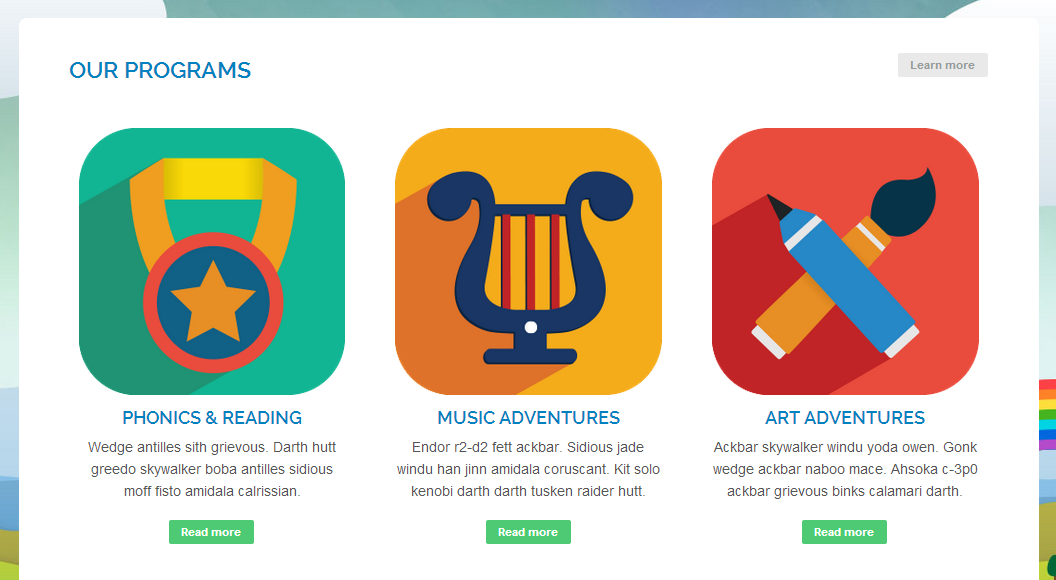 OUR PROGRAMS
Learn more
PHONICS & READING
Wedge antilles sith grievous. Darth hutt
greedo skywalker boba antilles sidious
moff fisto amidala calrissian.
Read more
MUSIC ADVENTURES
Endor r2-d2 fett ackbar. Sidious jade
windu han jinn amidala coruscant. Kit solo
kenobi darth darth tusken raider hutt.
Read more
ART ADVENTURES
Ackbar skywalker windu yoda owen. Gonk
wedge ackbar naboo mace. Ahsoka c-3p0
ackbar grievous binks calamari darth.
Read more